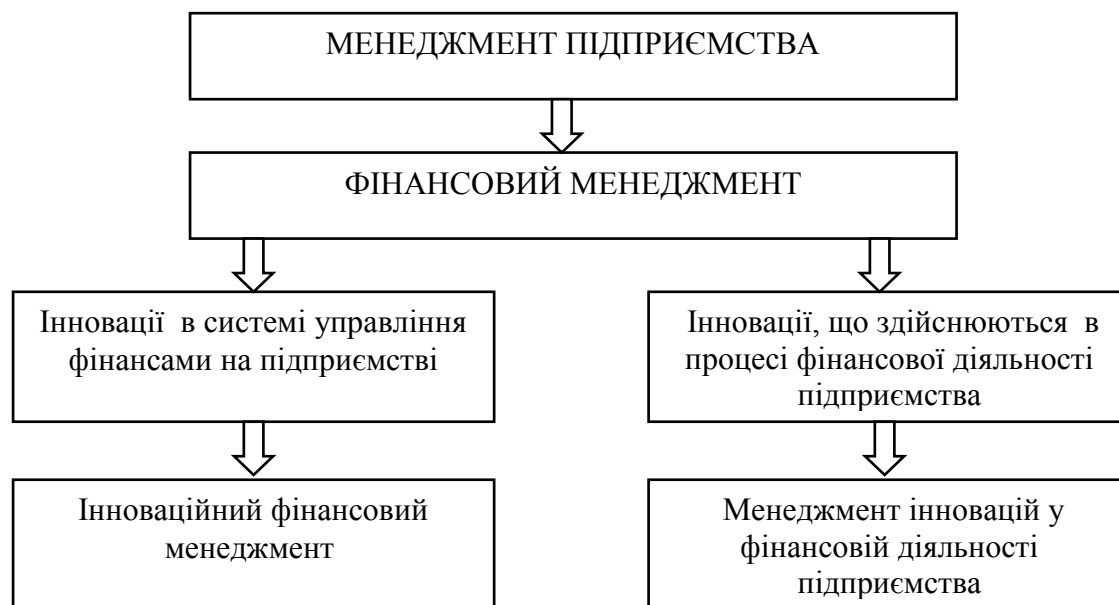 МЕНЕДЖМЕНТ ПІДПРИЄМСТВА
ФІНАНСОВИЙ МЕНЕДЖМЕНТ
Інновації в системі управління
фінансами на підприємстві
Інновації, що здійснюються в
процесі фінансової діяльності
підприємства
Інноваційний фінансовий
менеджмент
Менеджмент інновацій у
фінансовій діяльності
підприємства